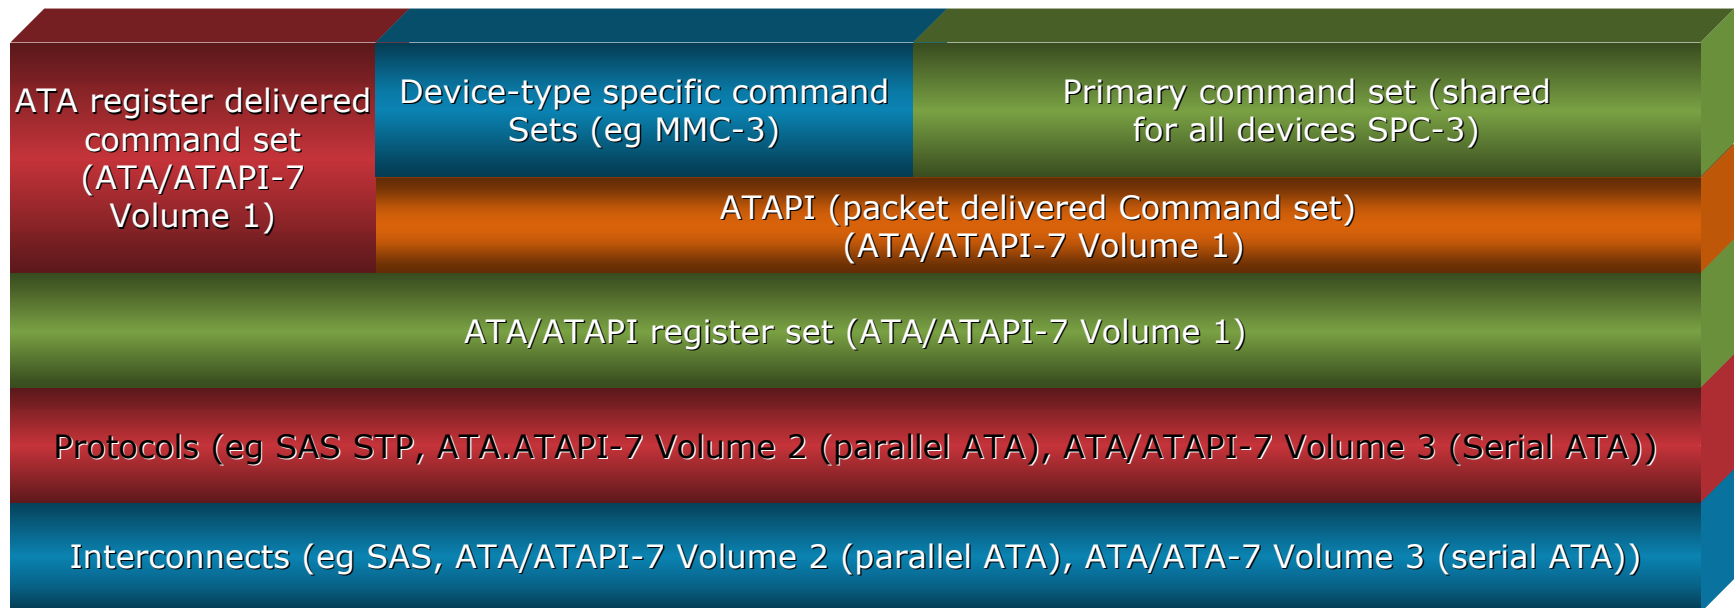 ATA register delivered
command set
(ATA/ATAPI-7
Volume 1)
Device-type specific command
Sets (eg MMC-3)
Primary command set (shared
for all devices SPC-3)
ATAPI (packet delivered Command set)
(ATA/ATAPI-7 Volume 1)
ATA/ATAPI register set (ATA/ATAPI-7 Volume 1)
Protocols (eg SAS STP, ATA.ATAPI-7 Volume 2 (parallel ATA), ATA/ATAPI-7 Volume 3 (Serial ATA))
Interconnects (eg SAS, ATA/ATAPI-7 Volume 2 (parallel ATA), ATA/ATA-7 Volume 3 (serial ATA))